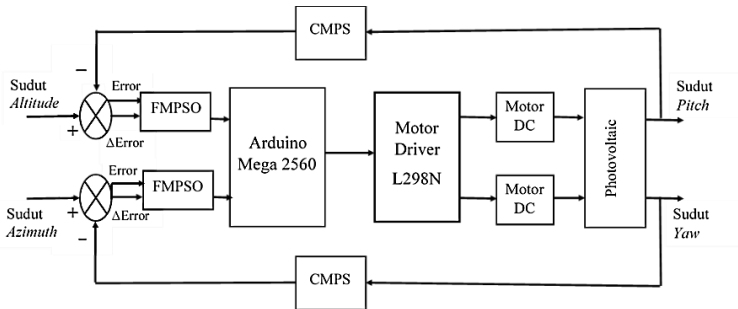 CMPS
Sudut
Altitude
−
+
Error
ΔError
FMPSO
Error
ΔError
FMPSO
Sudut
Azimuth
+
−
Arduino
Mega 2560
Motor
Driver
L298N
Motor
DC
Motor
DC
Photovoltaic
Sudut
Pitch
Sudut
Yaw
CMPS